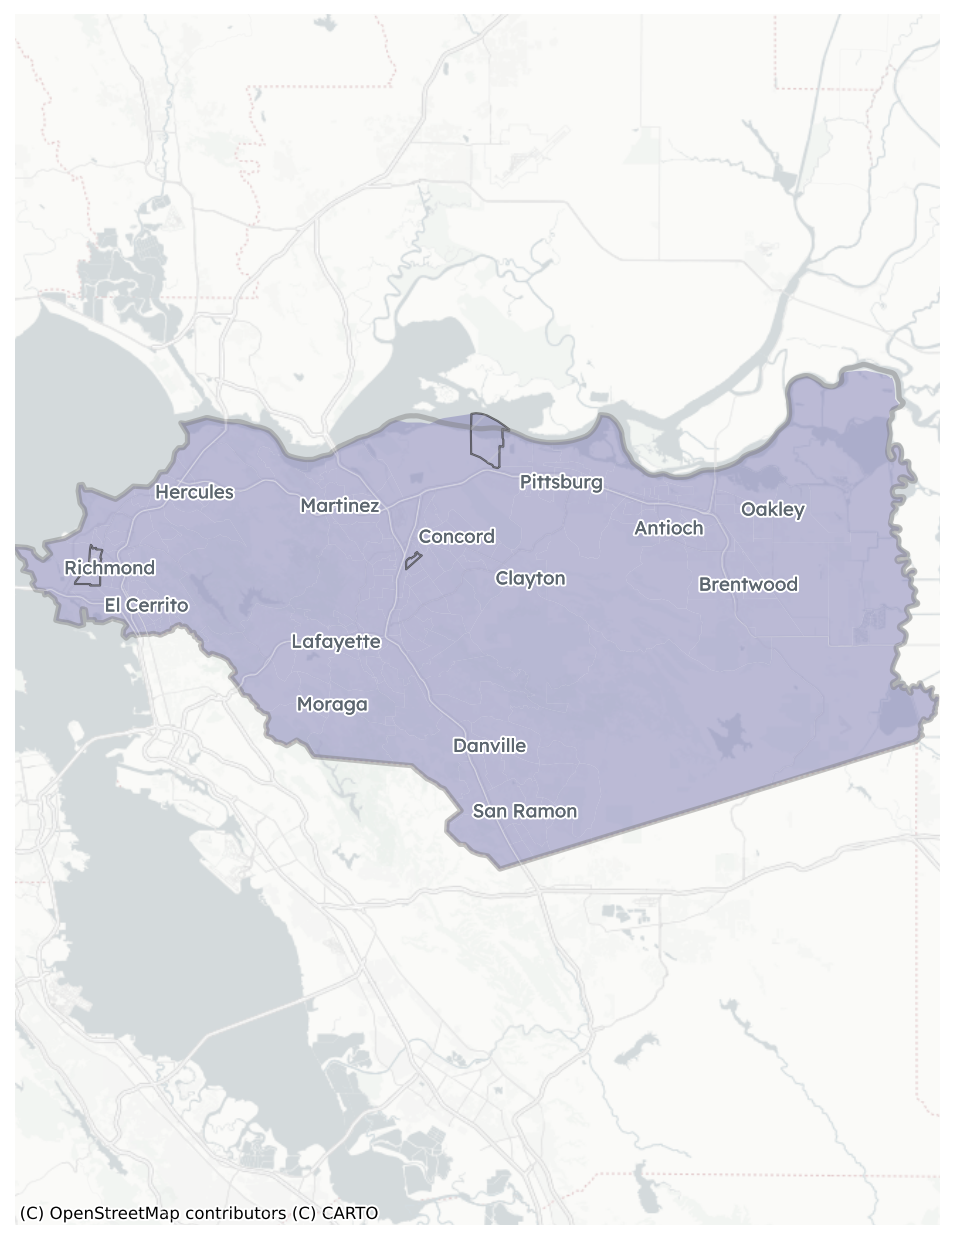 Pittsburg
Hercules
Martinez
Oakley
Antioch
Concord
Richmond
Clayton
Brentwood
El Cerrito
Lafayette
Moraga
Danville
San Ramon
(C) OpenStreetMap contributors (C) CARTO